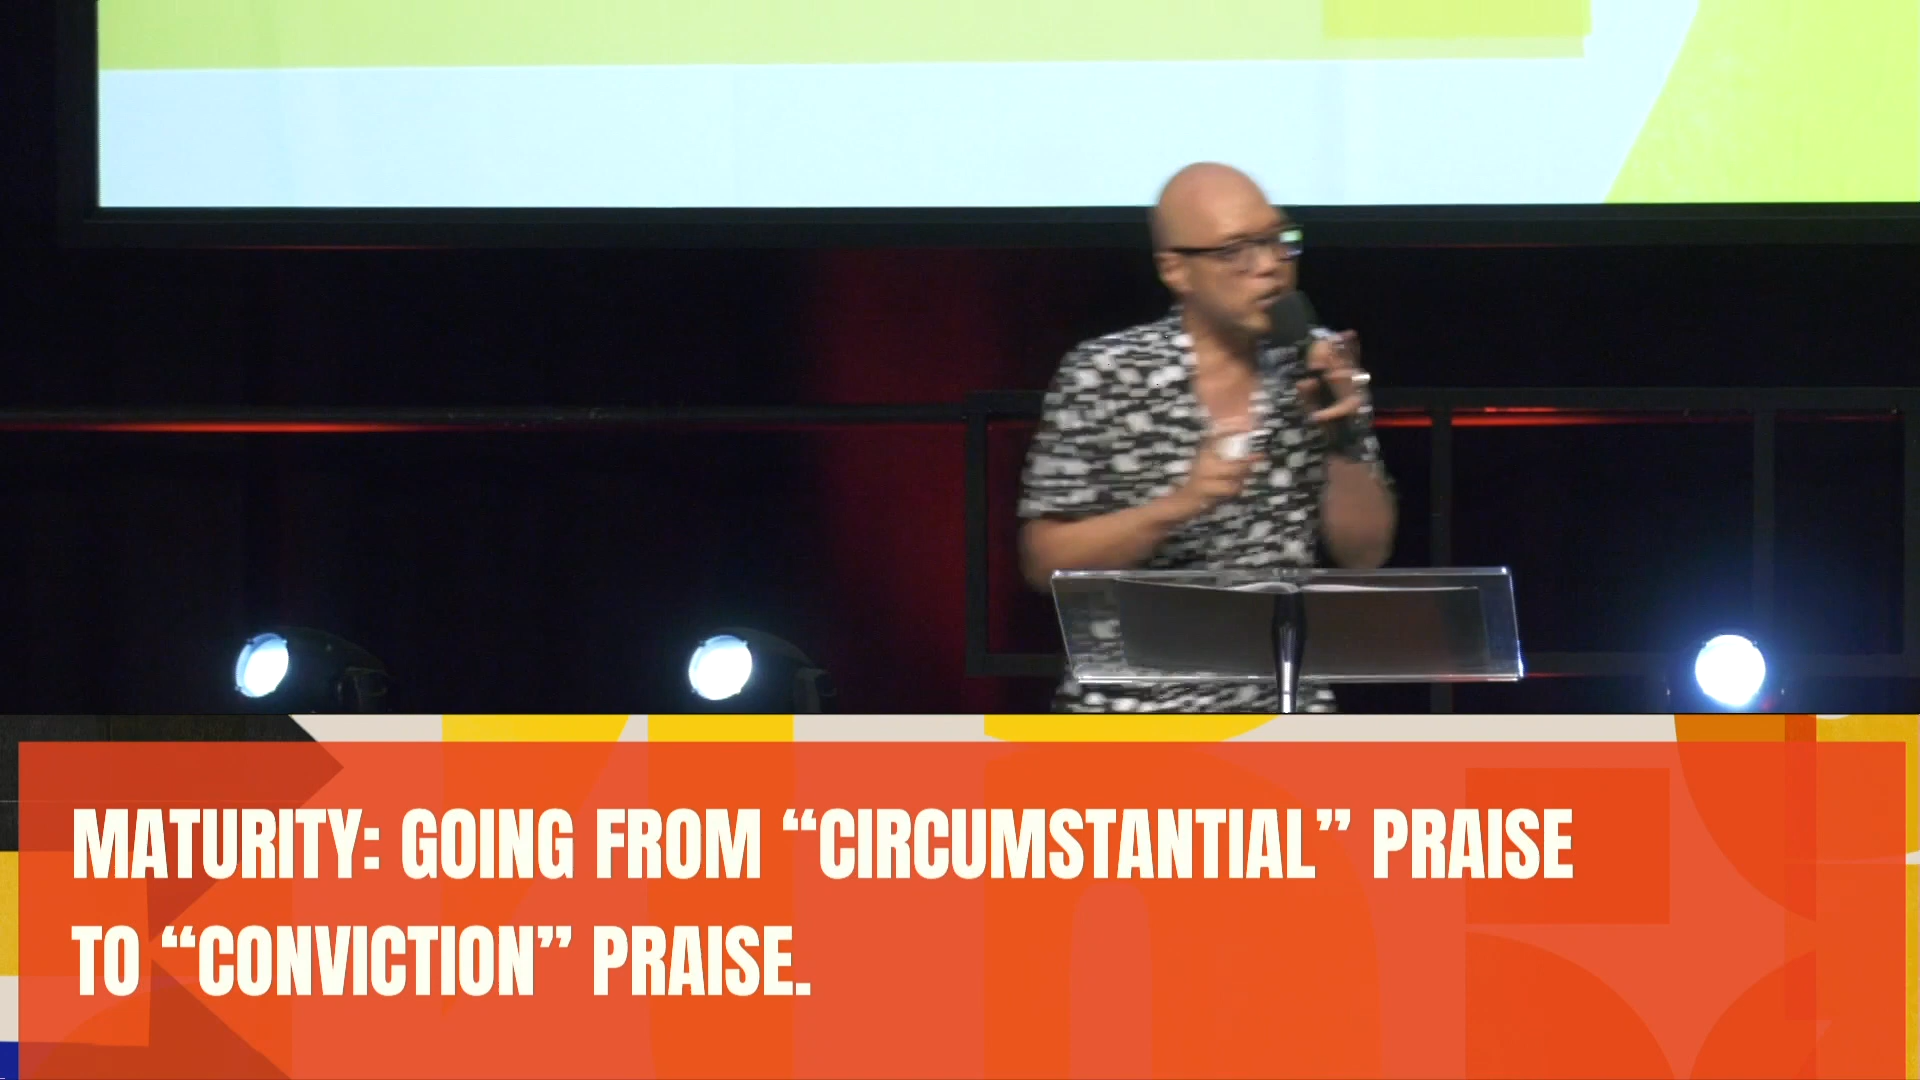 MATURITY: GOING FROM “CIRCUMSTANTIAL” PRAISE
TO “CONVICTION” PRAISE.